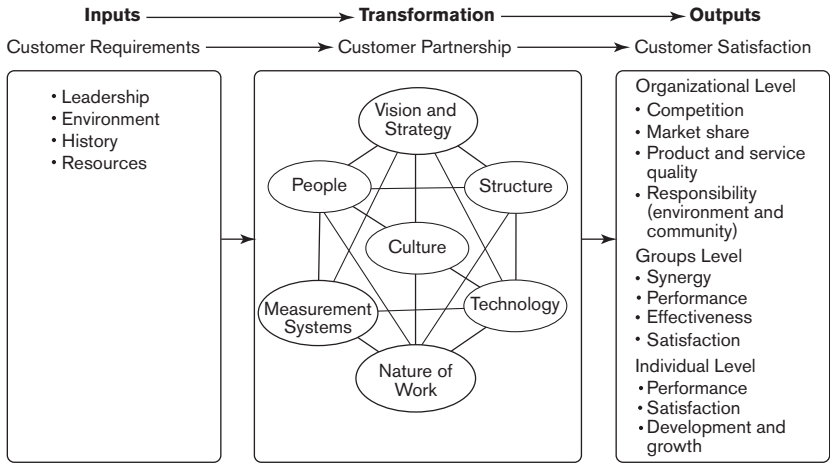 Inputs Transformation Outputs
Customer Requirements Customer Partnership Customer Satisfaction
• Leadership
• Environment
• History
• Resources
Vision and
Strategy
People
Structure
Culture
Measurement
Systems
Technology
Nature of
Work
Organizational Level
• Competition
• Market share
• Product and service
quality
• Responsibility
(environment and
community)
Groups Level
• Synergy
• Performance
• Effectiveness
• Satisfaction
Individual Level
• Performance
• Satisfaction
• Development and
growth